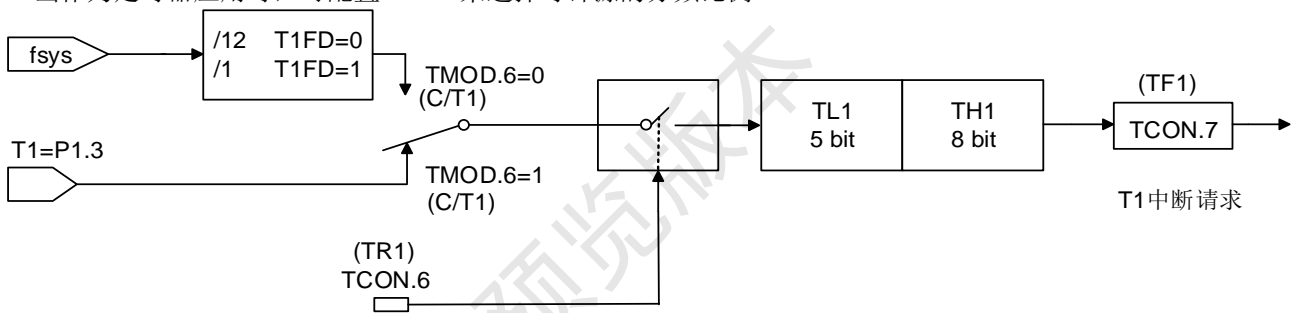 fsys
/12 T1FD=0
/1 T1FD=1
TMOD.6=0
(C/T1)
T1=P1.3
TMOD.6=1
(C/T1)
(TR1)
TCON.6
TL1
5 bit
TH1
8 bit
(TF1)
TCON.7
T1中断请求
预览版本